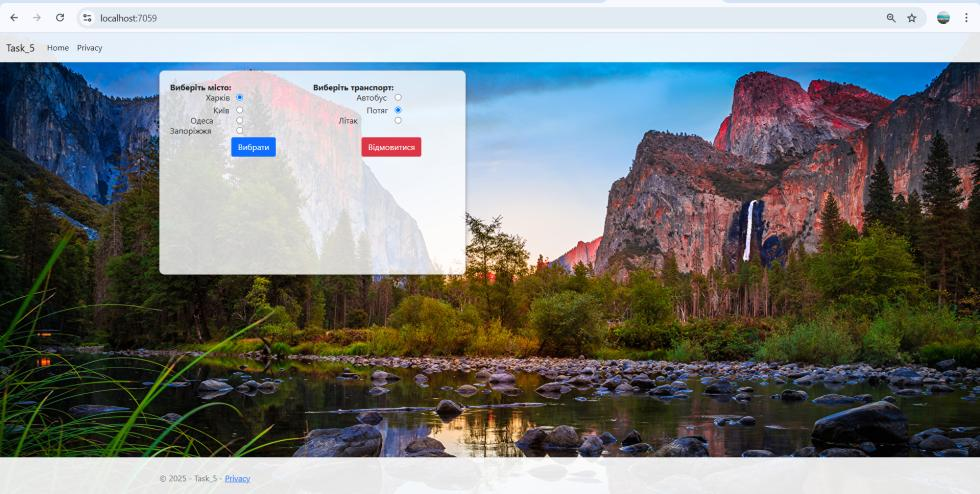 localhost:7059
Task_5 Home Privacy
Виберіть місто: Виберіть транспорт:
Харків Автобус
Київ Потяг
Одеса Літак
Запоріжжя
Вибрати Відмовитися
© 2025 - Task_5 - Privacy